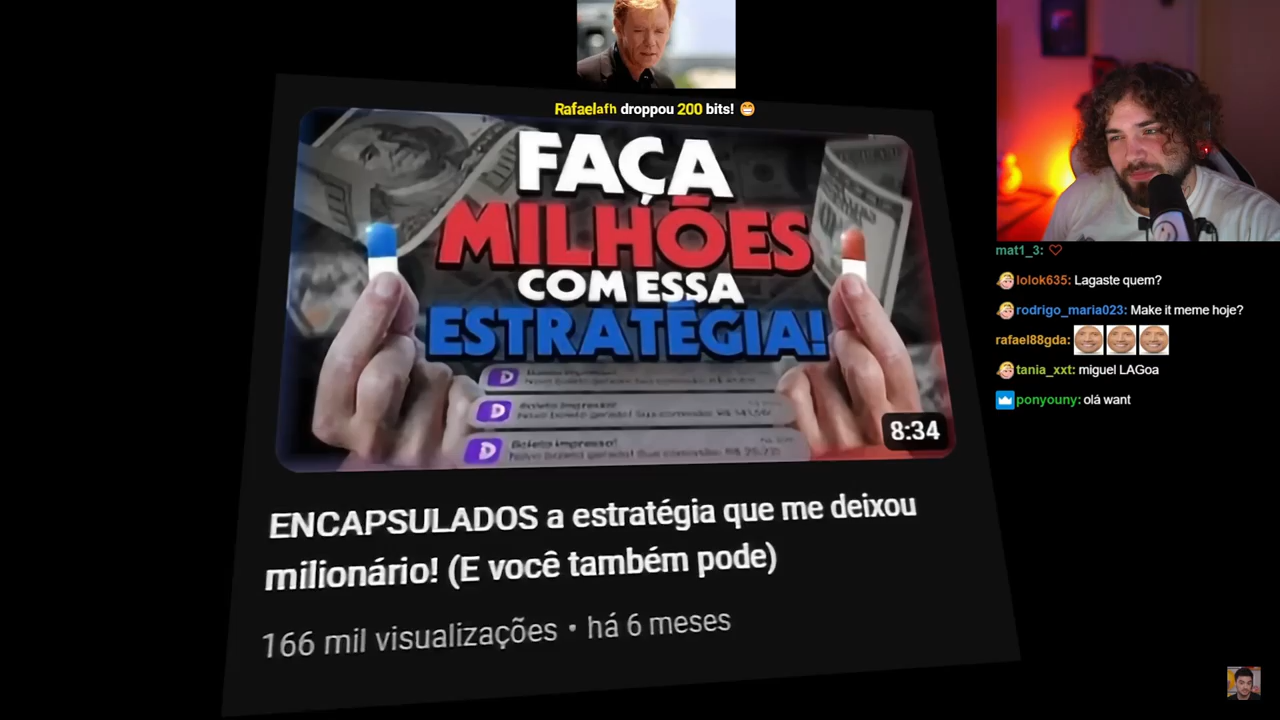 Rafaelafh droppou 200 bits!
FAÇA
MILHÕES
COM ESSA
ESTRATÉGIA!
D
D
Boleto impresso!
D
8:34
ENCAPSULADOS a estratégia que me deixou
milionário! (E você também pode)
166 mil visualizações • há 6 meses
mat1_3:
lolok635: Lagaste quem?
rodrigo_maria023: Make it meme hoje?
rafael88gda:
tania_xxt: miguel LAGoa
ponyouny: olá want